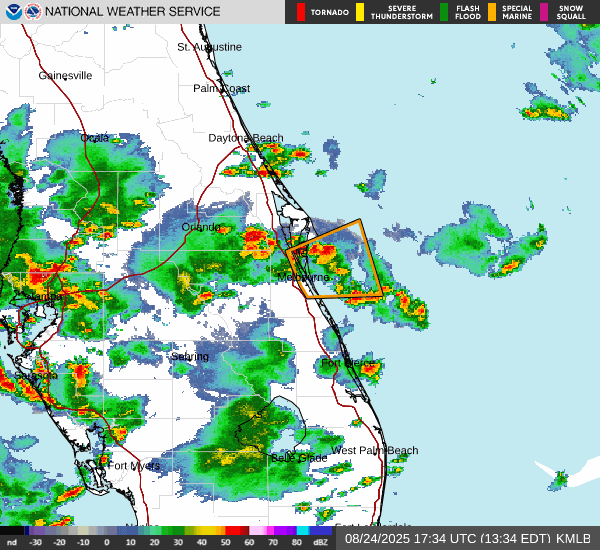 NATIONAL WEATHER SERVICE
TORNADO
SEVERE THUNDERSTORM
FLASH FLOOD
SPECIAL MARINE
SNOW SQUALL
St. Augustine
Gainesville
Palm Coast
Ocala
Daytona Beach
Orlando
Melbourne
Tampa
Sebring
Fort Pierce
Sarasota
West Palm Beach
Belle Glade
Fort Myers
Fort Lauderdale
nd -30 -20 -10 0 10 20 30 40 50 60 70 80 dBZ
08/24/2025 17:34 UTC (13:34 EDT) KMLB